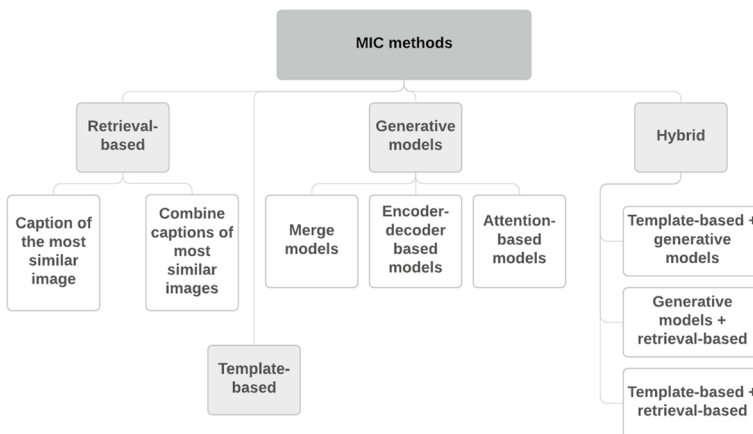 MIC methods
Retrieval-
based
Generative
models
Hybrid
Caption of
the most
similar
image
Combine
captions of
most
similar
images
Merge
models
Encoder-
decoder
based
models
Attention-
based
models
Template-based +
generative
models
Generative
models +
retrieval-based
Template-based +
retrieval-based
Template-
based